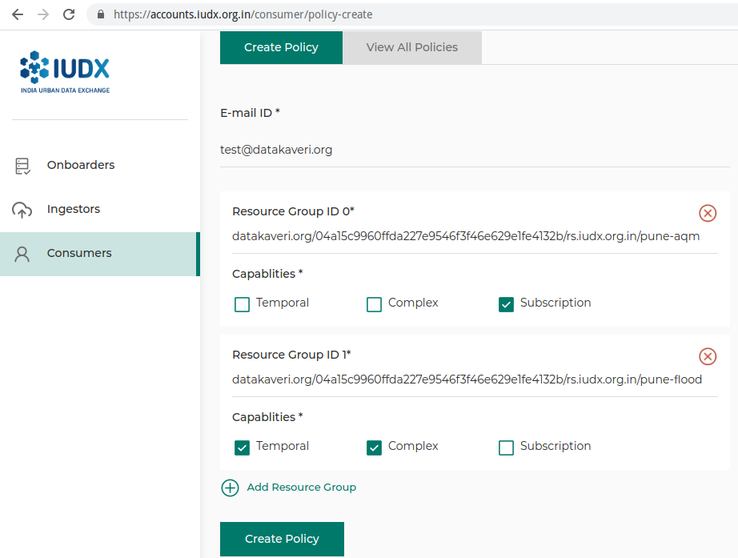 https://accounts.iudx.org.in/consumer/policy-create
Create Policy
View All Policies
IUDX
INDIA URBAN DATA EXCHANGE
Onboarders
Ingestors
Consumers
E-mail ID *
test@datakaveri.org
Resource Group ID 0*
datakaveri.org/04a15c9960ffda227e9546f3f46e629e1fe4132b/rs.iudx.org.in/pune-aqm
Capablities *
Temporal
Complex
Subscription
Resource Group ID 1*
datakaveri.org/04a15c9960ffda227e9546f3f46e629e1fe4132b/rs.iudx.org.in/pune-flood
Capablities *
Temporal
Complex
Subscription
Add Resource Group
Create Policy